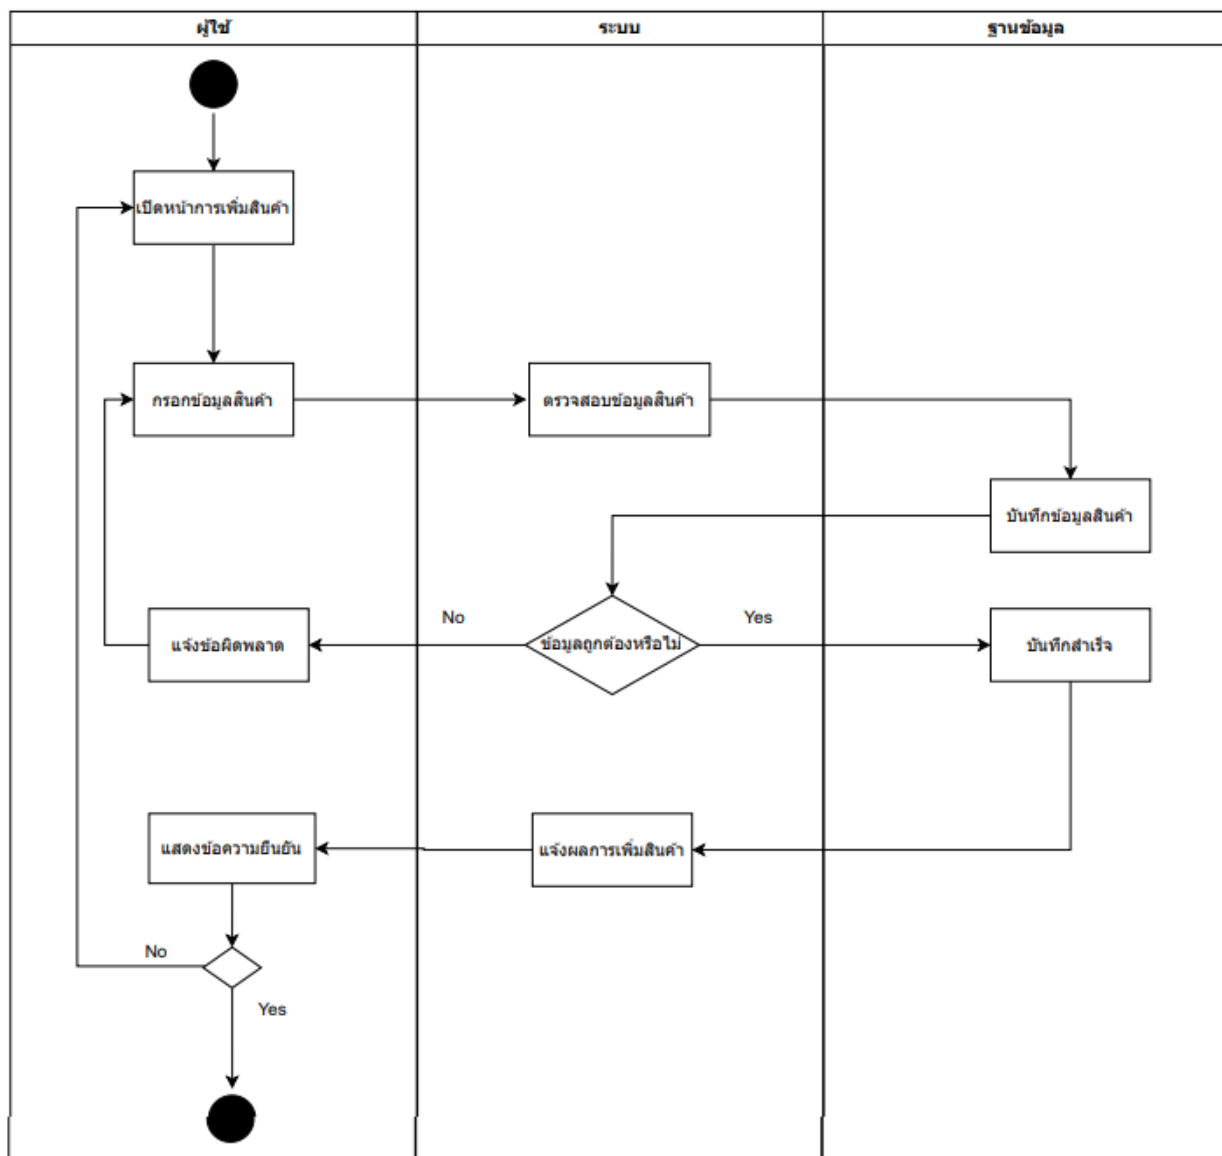 ผู้ใช้
ระบบ
ฐานข้อมูล
เปิดหน้าการเพิ่มสินค้า
กรอกข้อมูลสินค้า
ตรวจสอบข้อมูลสินค้า
บันทึกข้อมูลสินค้า
แจ้งข้อผิดพลาด
No
ข้อมูลถูกต้องหรือไม่
Yes
บันทึกสำเร็จ
แสดงข้อความยืนยัน
แจ้งผลการเพิ่มสินค้า
No
Yes